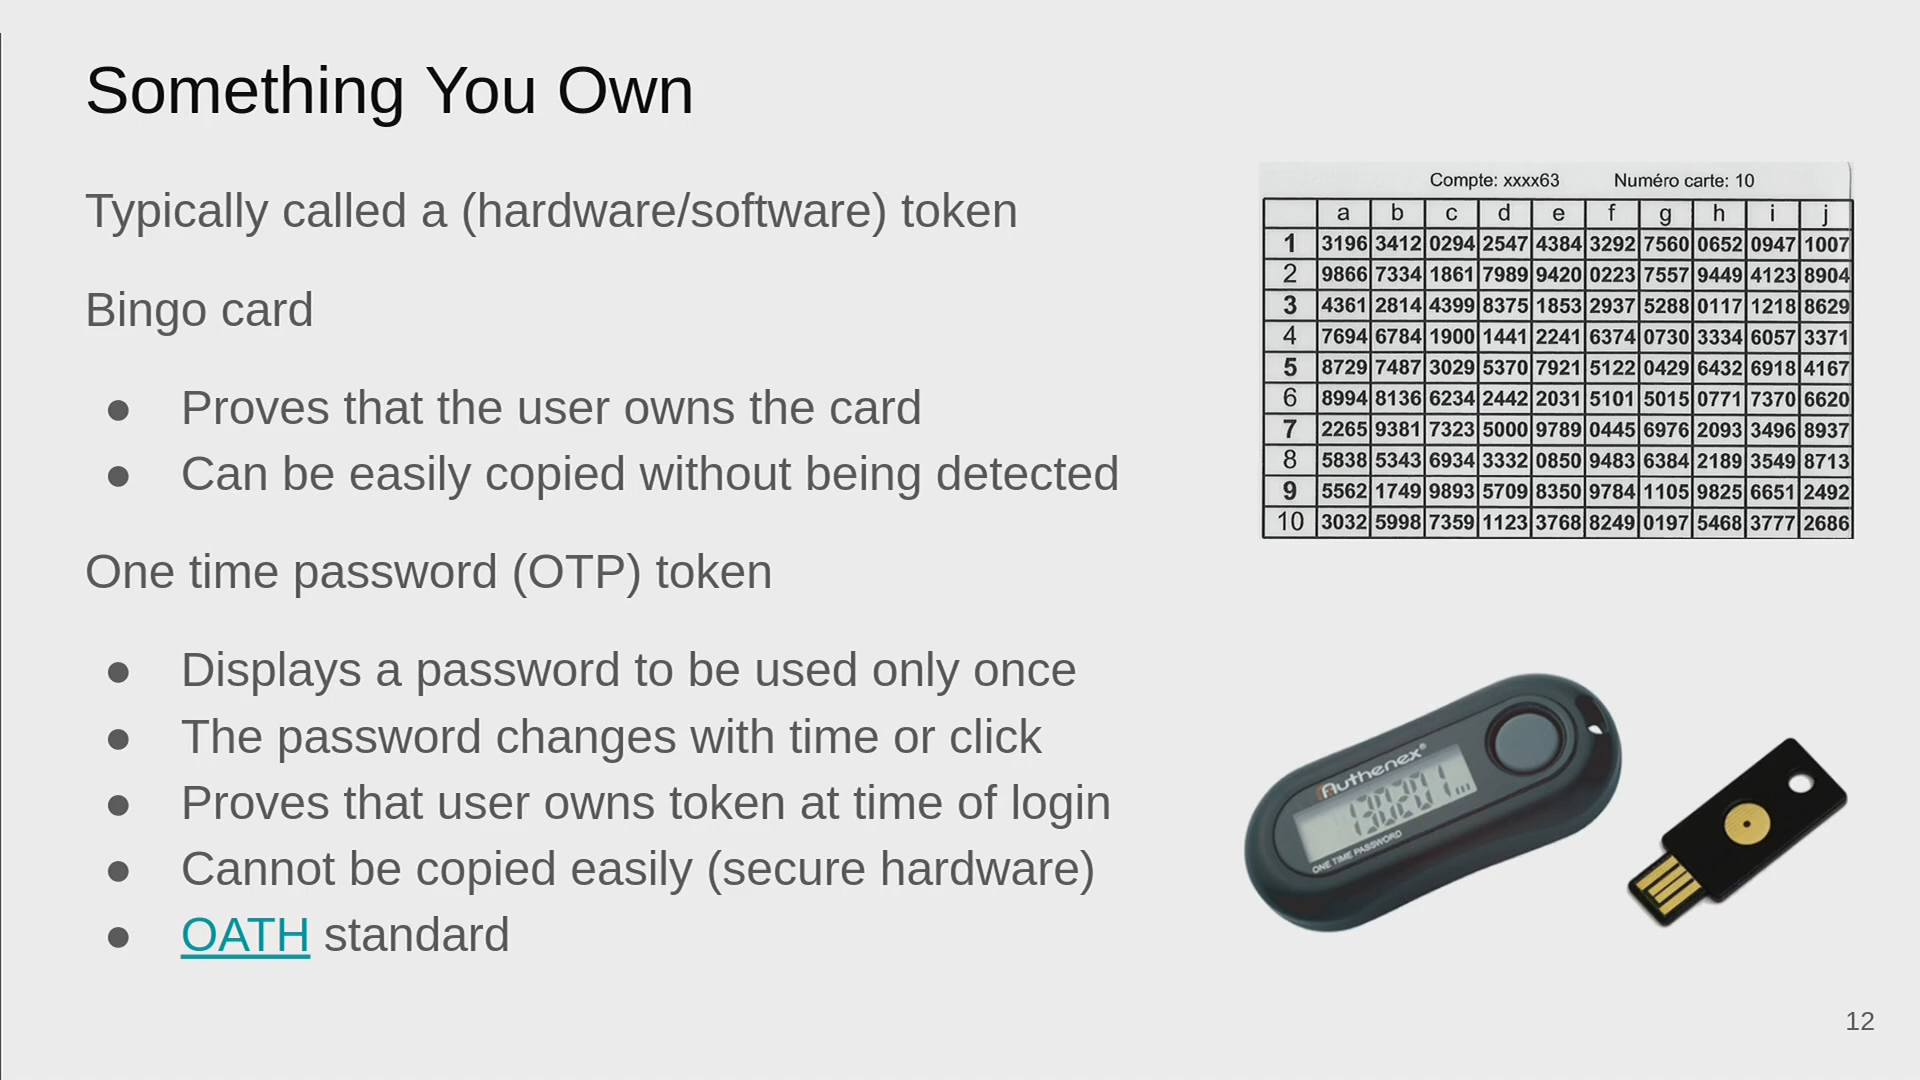 Something You Own
Typically called a (hardware/software) token
Bingo card
● Proves that the user owns the card
● Can be easily copied without being detected
One time password (OTP) token
● Displays a password to be used only once
● The password changes with time or click
● Proves that user owns token at time of login
● Cannot be copied easily (secure hardware)
● OATH standard
Compte: xxxx63 Numéro carte: 10
a b c d e f g h i j
1 3196 3412 0294 2547 4384 3292 7560 0652 0947 1007
2 9866 7334 1861 7989 9420 0223 7557 9449 4123 8904
3 4361 2814 4399 8375 1853 2937 5288 0117 1218 8629
4 7694 6784 1900 1441 2241 6374 0730 3334 6057 3371
5 8729 7487 3029 5370 7921 5122 0429 6432 6918 4167
6 8994 8136 6234 2442 2031 5101 5015 0771 7370 6620
7 2265 9381 7323 5000 9789 0445 6976 2093 3496 8937
8 5838 5343 6934 3332 0850 9483 6384 2189 3549 8713
9 5562 1749 9893 5709 8350 9784 1105 9825 6651 2492
10 3032 5998 7359 1123 3768 8249 0197 5468 3777 2686
Authenex®
ONE TIME PASSWORD
12